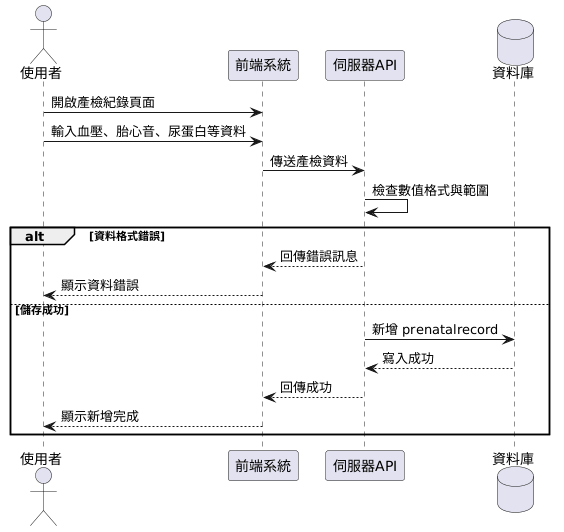 使用者
前端系統
伺服器API
資料庫
開啟產檢紀錄頁面
輸入血壓、胎心音、尿蛋白等資料
傳送產檢資料
檢查數值格式與範圍
alt [資料格式錯誤]
回傳錯誤訊息
顯示資料錯誤
[儲存成功]
新增 prenatalrecord
寫入成功
回傳成功
顯示新增完成
使用者
前端系統
伺服器API
資料庫